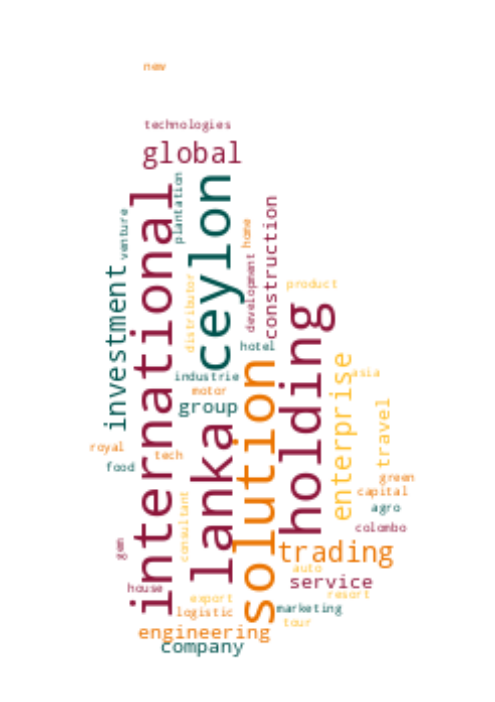 new
technologies
global
plantation
international
ceylon
construction
venture
home
development
investment
distributor
product
holding
hotel
enterprise
solution
industrie
asia
motor
group
travel
lanka
royal
tech
food
green
capital
consultant
agro
colombo
gem
trading
auto
service
house
export
resort
logistic
marketing
tour
engineering
company